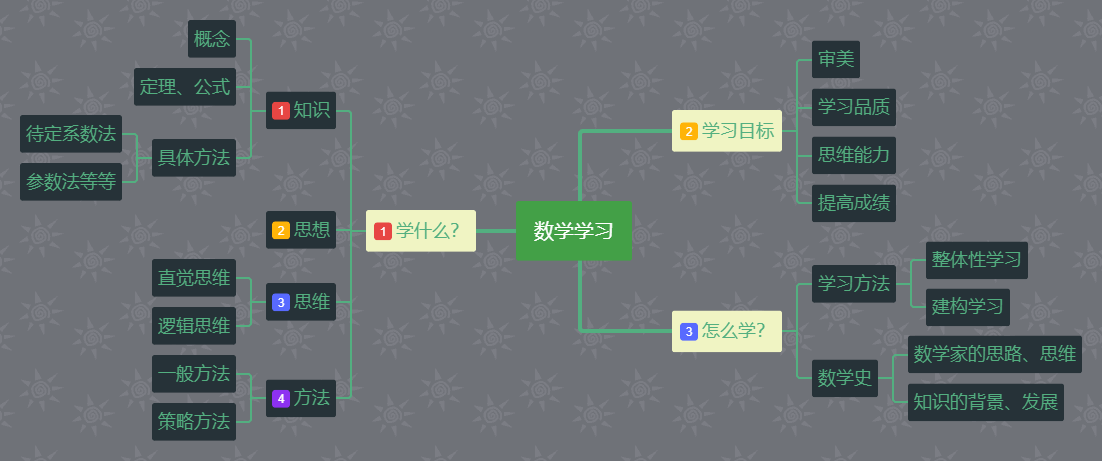 数学学习
1 学什么?
1 知识
概念
定理、公式
具体方法
待定系数法
参数法等等
2 思想
3 思维
直觉思维
逻辑思维
4 方法
一般方法
策略方法
2 学习目标
审美
学习品质
思维能力
提高成绩
3 怎么学?
学习方法
整体性学习
建构学习
数学史
数学家的思路、思维
知识的背景、发展